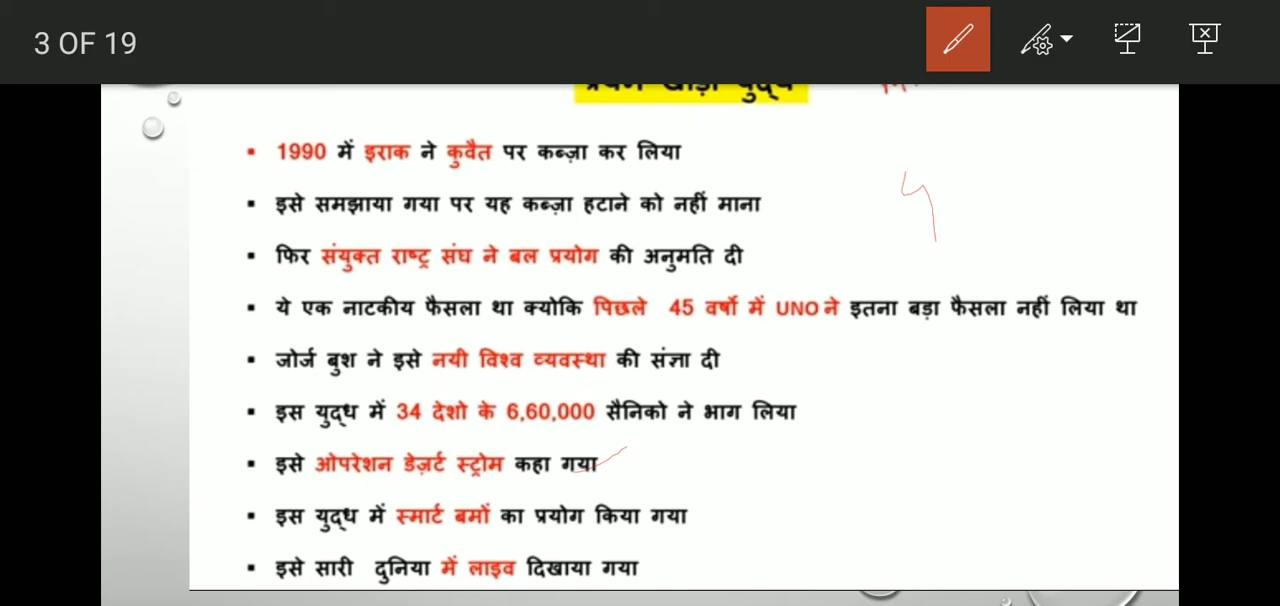 3 OF 19
प्रथम खाड़ी युद्ध
1990 में इराक ने कुवैत पर कब्ज़ा कर लिया
इसे समझाया गया पर यह कब्ज़ा हटाने को नहीं माना
फिर संयुक्त राष्ट्र संघ ने बल प्रयोग की अनुमति दी
ये एक नाटकीय फैसला था क्योकि पिछले 45 वर्षो में UNO ने इतना बड़ा फैसला नहीं लिया था
जोर्ज बुश ने इसे नयी विश्व व्यवस्था की संज्ञा दी
इस युद्ध में 34 देशो के 6,60,000 सैनिको ने भाग लिया
इसे ओपरेशन डेज़र्ट स्ट्रोम कहा गया
इस युद्ध में स्मार्ट बमों का प्रयोग किया गया
इसे सारी दुनिया में लाइव दिखाया गया